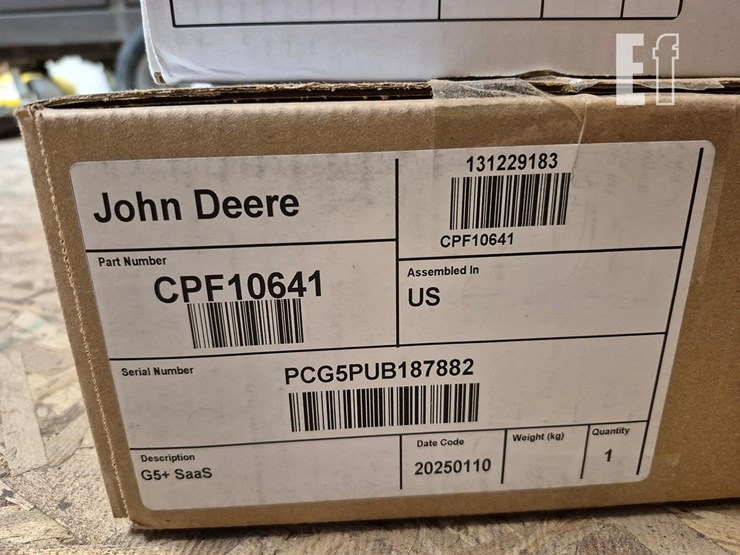 Ef
John Deere
131229183
CPF10641
Part Number
CPF10641
Assembled In
US
Serial Number
PCG5PUB187882
Description
G5+ SaaS
Date Code
20250110
Weight (kg)
Quantity
1